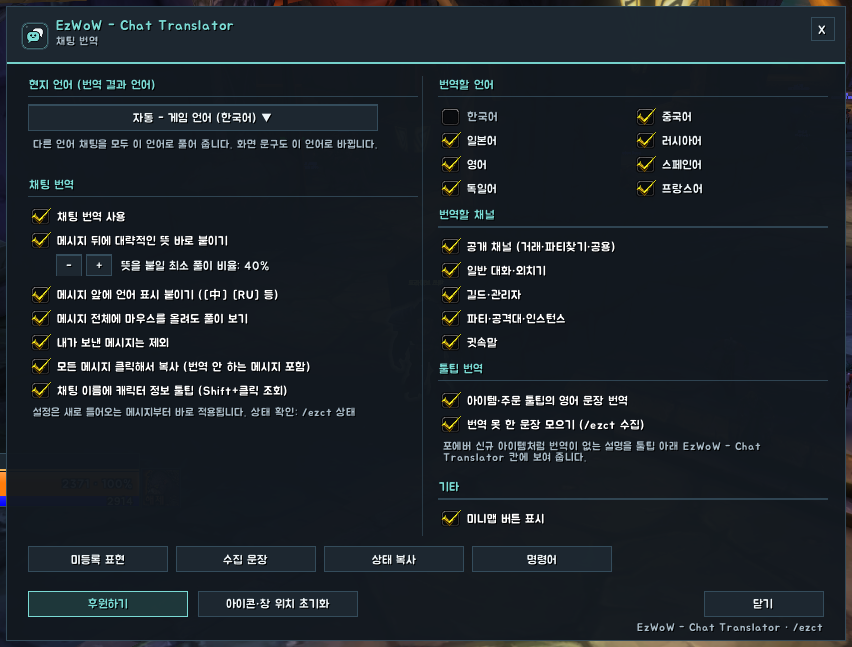 EzWoW - Chat Translator
채팅 번역
X
현지 언어 (번역 결과 언어)
자동 - 게임 언어 (한국어) ▼
다른 언어 채팅을 모두 이 언어로 풀어 줍니다. 화면 문구도 이 언어로 바뀝니다.
채팅 번역
채팅 번역 사용
메시지 뒤에 대략적인 뜻 바로 붙이기
- + 뜻을 붙일 최소 풀이 비율: 40%
메시지 앞에 언어 표시 붙이기 ([中] [RU] 등)
메시지 전체에 마우스를 올려도 풀이 보기
내가 보낸 메시지는 제외
모든 메시지 클릭해서 복사 (번역 안 하는 메시지 포함)
채팅 이름에 캐릭터 정보 툴팁 (Shift+클릭 조회)
설정은 새로 들어오는 메시지부터 바로 적용됩니다. 상태 확인: /ezct 상태
번역할 언어
한국어 중국어
일본어 러시아어
영어 스페인어
독일어 프랑스어
번역할 채널
공개 채널 (거래·파티찾기·공용)
일반 대화·외치기
길드·관리자
파티·공격대·인스턴스
귓속말
툴팁 번역
아이템·주문 툴팁의 영어 문장 번역
번역 못 한 문장 모으기 (/ezct 수집)
포에버 신규 아이템처럼 번역이 없는 설명을 툴팁 아래 EzWoW - Chat
Translator 칸에 보여 줍니다.
기타
미니맵 버튼 표시
미등록 표현 수집 문장 상태 복사 명령어
후원하기 아이콘·창 위치 초기화 닫기
EzWoW - Chat Translator · /ezct